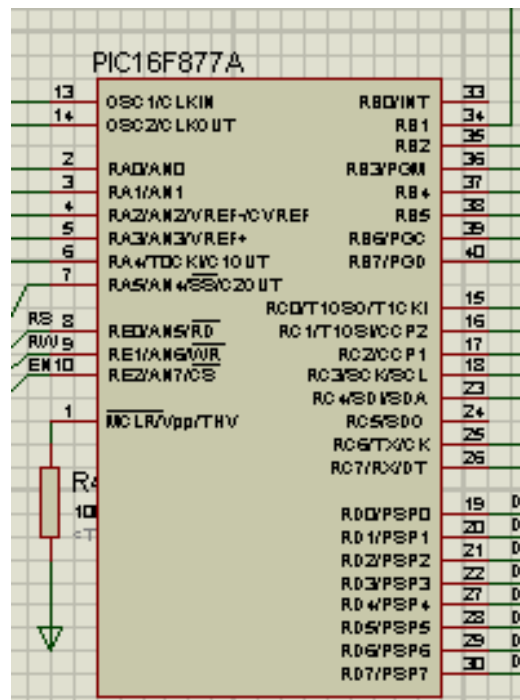 PIC16F877A
13 OSC1/CLKIN RB0/INT 33
14 OSC2/CLKOUT RB1 34
RB2 35
2 RA0/AN0 RB3/PGM 36
3 RA1/AN1 RB4 37
4 RA2/AN2/VREF-/CVREF RB5 38
5 RA3/AN3/VREF+ RB6/PGC 39
6 RA4/T0CKI/C1OUT RB7/PGD 40
7 RA5/AN4/SS/C2OUT
RC0/T1OSO/T1CKI 15
RS 8 RE0/AN5/RD RC1/T1OSI/CCP2 16
RW 9 RE1/AN6/WR RC2/CCP1 17
EN 10 RE2/AN7/CS RC3/SCK/SCL 18
RC4/SDI/SDA 23
1 MCLR/Vpp/THV RC5/SDO 24
RC6/TX/CK 25
RC7/RX/DT 26
RD0/PSP0 19
RD1/PSP1 20
RD2/PSP2 21
RD3/PSP3 22
RD4/PSP4 27
RD5/PSP5 28
RD6/PSP6 29
RD7/PSP7 30